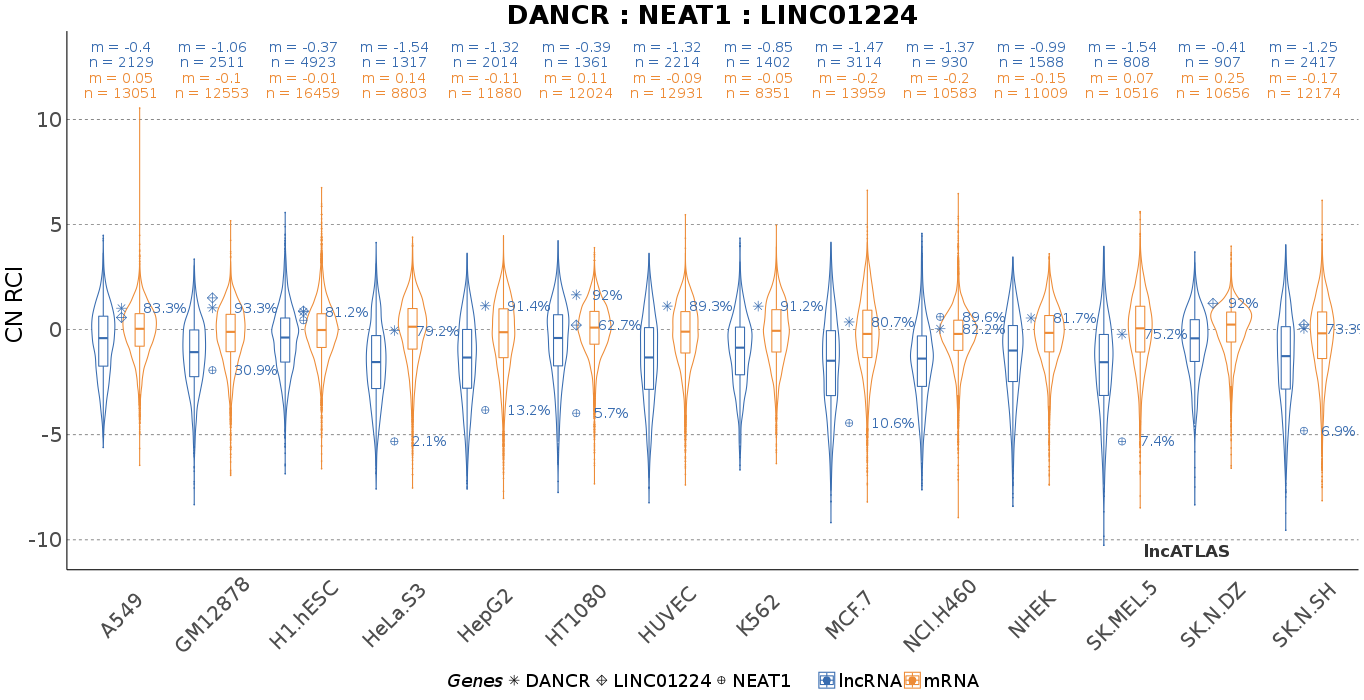 DANCR : NEAT1 : LINC01224
m = -0.4 m = -1.06 m = -0.37 m = -1.54 m = -1.32 m = -0.39 m = -1.32 m = -0.85 m = -1.47 m = -1.37 m = -0.99 m = -1.54 m = -0.41 m = -1.25
n = 2129 n = 2511 n = 4923 n = 1317 n = 2014 n = 1361 n = 2214 n = 1402 n = 3114 n = 930 n = 1588 n = 808 n = 907 n = 2417
m = 0.05 m = -0.1 m = -0.01 m = 0.14 m = -0.11 m = 0.11 m = -0.09 m = -0.05 m = -0.2 m = -0.2 m = -0.15 m = 0.07 m = 0.25 m = -0.17
n = 13051 n = 12553 n = 16459 n = 8803 n = 11880 n = 12024 n = 12931 n = 8351 n = 13959 n = 10583 n = 11009 n = 10516 n = 10656 n = 12174
10
5
92% 92%
83.3% 93.3% 81.2% 91.4% 89.3% 91.2% 89.6% 81.7%
0 79.2% 62.7% 80.7% 82.2% 75.2% 73.3%
30.9%
13.2% 5.7% 10.6% 6.9%
-5 2.1% 7.4%
-10
lncATLAS
CN RCI
A549 GM12878 H1.hESC HeLa.S3 HepG2 HT1080 HUVEC K562 MCF.7 NCI.H460 NHEK SK.MEL.5 SK.N.DZ SK.N.SH
Genes DANCR LINC01224 NEAT1 lncRNA mRNA